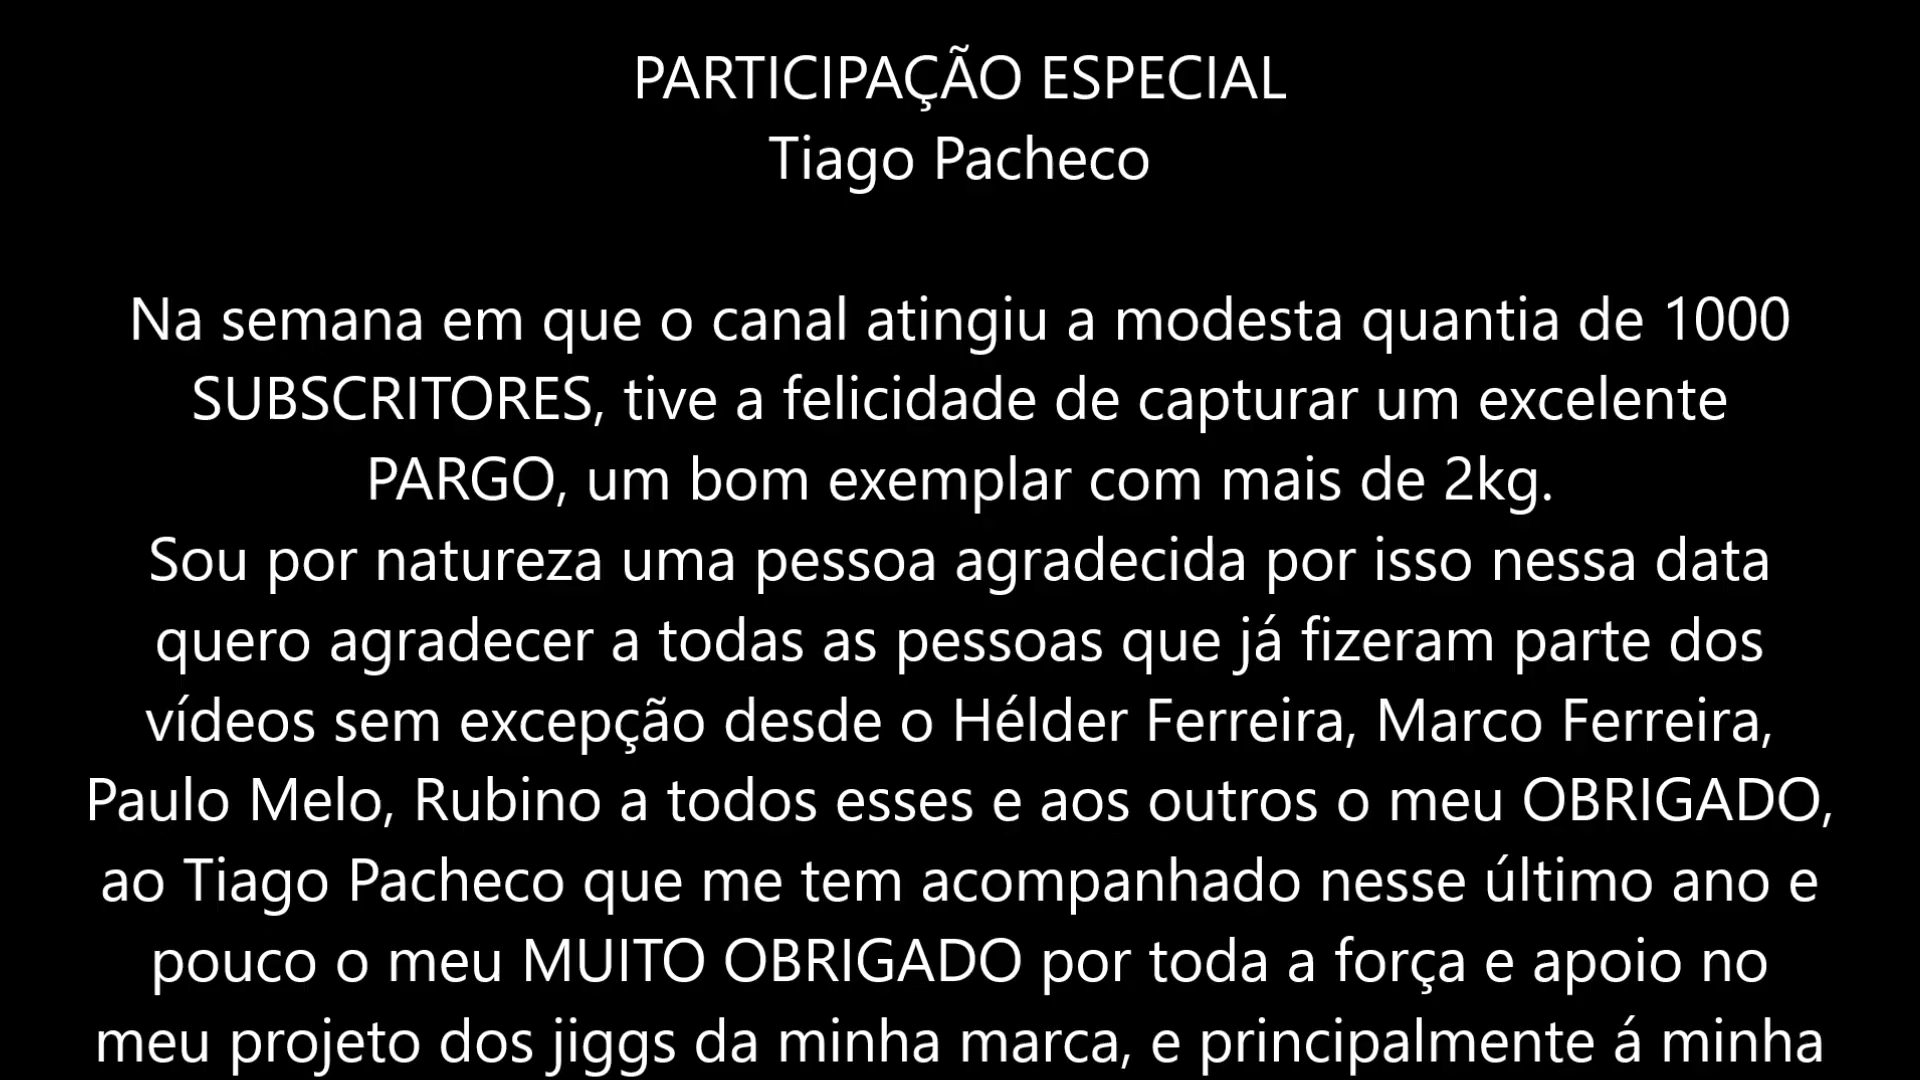 PARTICIPAÇÃO ESPECIAL
Tiago Pacheco
Na semana em que o canal atingiu a modesta quantia de 1000
SUBSCRITORES, tive a felicidade de capturar um excelente
PARGO, um bom exemplar com mais de 2kg.
Sou por natureza uma pessoa agradecida por isso nessa data
quero agradecer a todas as pessoas que já fizeram parte dos
vídeos sem excepção desde o Hélder Ferreira, Marco Ferreira,
Paulo Melo, Rubino a todos esses e aos outros o meu OBRIGADO,
ao Tiago Pacheco que me tem acompanhado nesse último ano e
pouco o meu MUITO OBRIGADO por toda a força e apoio no
meu projeto dos jiggs da minha marca, e principalmente á minha